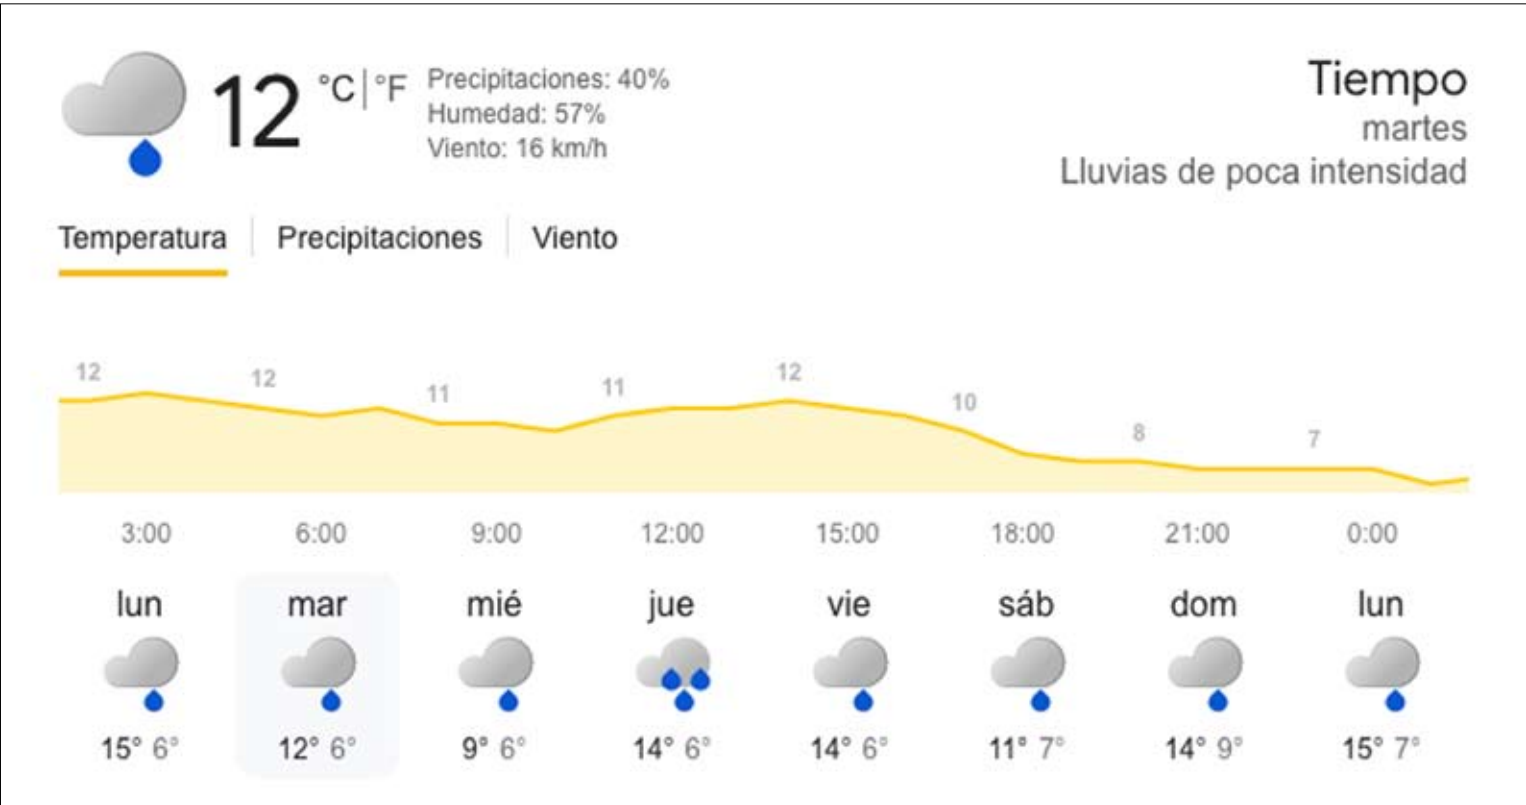 12 °C|°F
Precipitaciones: 40%
Humedad: 57%
Viento: 16 km/h
Tiempo
martes
Lluvias de poca intensidad
Temperatura Precipitaciones Viento
12 12 11 11 12 10 8 7
3:00 6:00 9:00 12:00 15:00 18:00 21:00 0:00
lun mar mié jue vie sáb dom lun
15° 6° 12° 6° 9° 6° 14° 6° 14° 6° 11° 7° 14° 9° 15° 7°